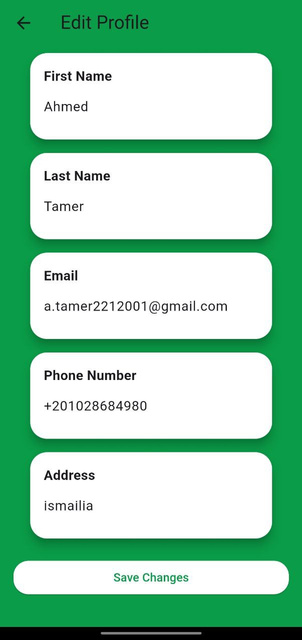 Edit Profile
First Name
Ahmed
Last Name
Tamer
Email
a.tamer2212001@gmail.com
Phone Number
+201028684980
Address
ismailia
Save Changes